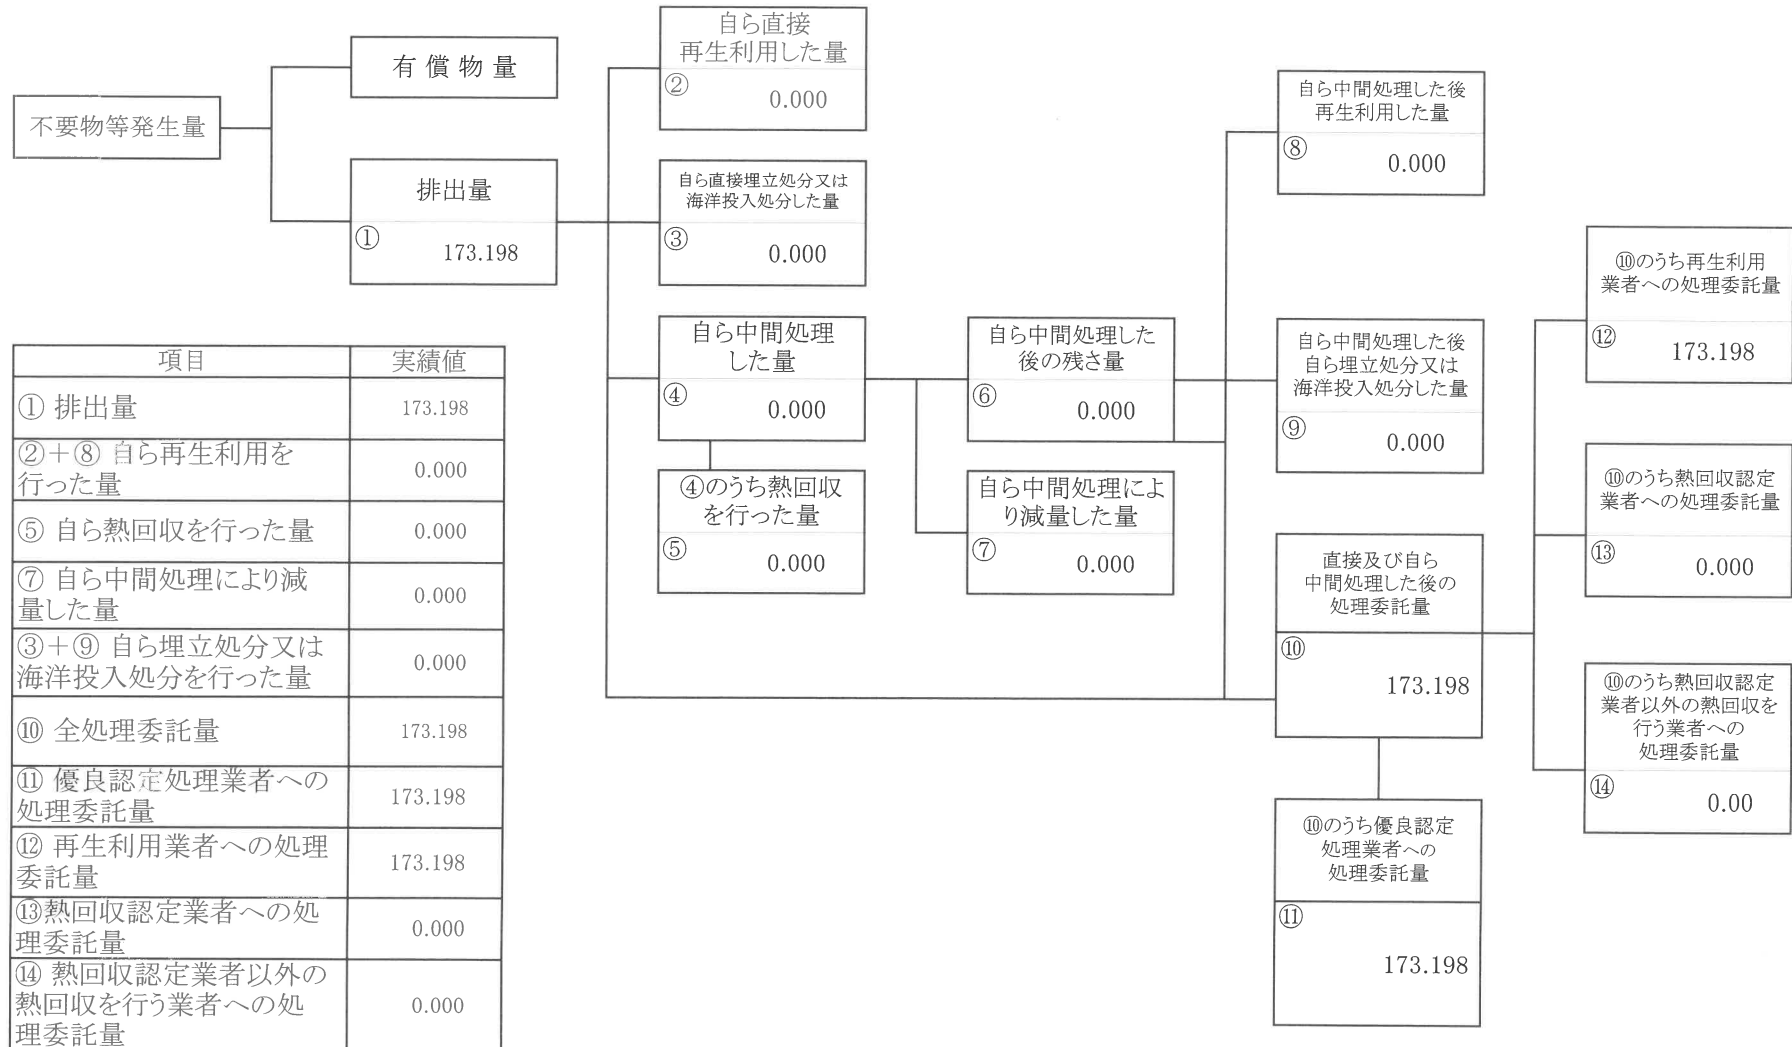 不要物等発生量
有償物量
排出量
①
173.198
自ら直接
再生利用した量
②
0.000
自ら直接埋立処分又は
海洋投入処分した量
③
0.000
自ら中間処理
した量
④
0.000
④のうち熱回収
を行った量
⑤
0.000
自ら中間処理した
後の残さ量
⑥
0.000
自ら中間処理によ
り減量した量
⑦
0.000
自ら中間処理した後
再生利用した量
⑧
0.000
自ら中間処理した後
自ら埋立処分又は
海洋投入処分した量
⑨
0.000
直接及び自ら
中間処理した後の
処理委託量
⑩
173.198
⑩のうち優良認定
処理業者への
処理委託量
⑪
173.198
⑩のうち再生利用
業者への処理委託量
⑫
173.198
⑩のうち熱回収認定
業者への処理委託量
⑬
0.000
⑩のうち熱回収認定
業者以外の熱回収を
行う業者への
処理委託量
⑭
0.00
項目 実績値
① 排出量 173.198
②＋⑧ 自ら再生利用を
行った量 0.000
⑤ 自ら熱回収を行った量 0.000
⑦ 自ら中間処理により減
量した量 0.000
③＋⑨ 自ら埋立処分又は
海洋投入処分を行った量 0.000
⑩ 全処理委託量 173.198
⑪ 優良認定処理業者への
処理委託量 173.198
⑫ 再生利用業者への処理
委託量 173.198
⑬熱回収認定業者への処
理委託量 0.000
⑭ 熱回収認定業者以外の
熱回収を行う業者への処
理委託量 0.000